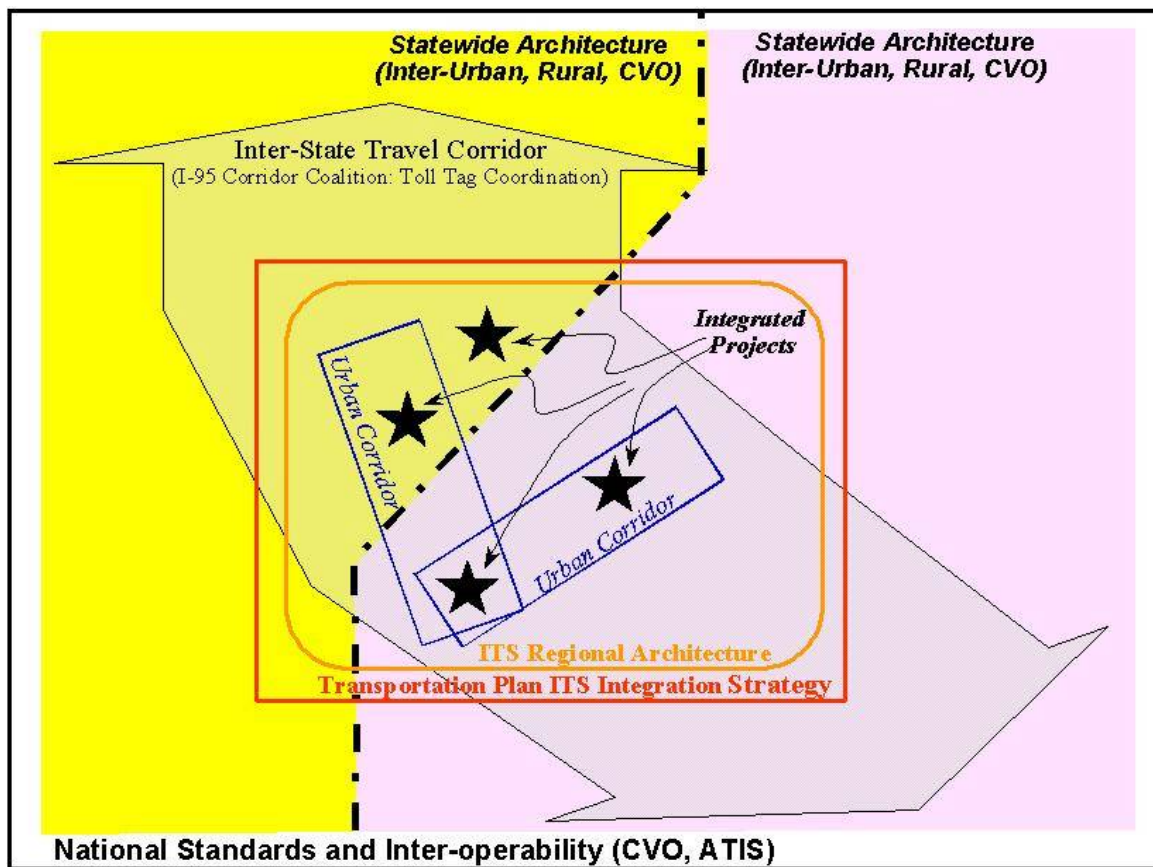 Statewide Architecture
(Inter-Urban, Rural, CVO)
Statewide Architecture
(Inter-Urban, Rural, CVO)
Inter-State Travel Corridor
(I-95 Corridor Coalition: Toll Tag Coordination)
Integrated
Projects
Urban Corridor
Urban Corridor
ITS Regional Architecture
Transportation Plan ITS Integration Strategy
National Standards and Inter-operability (CVO, ATIS)